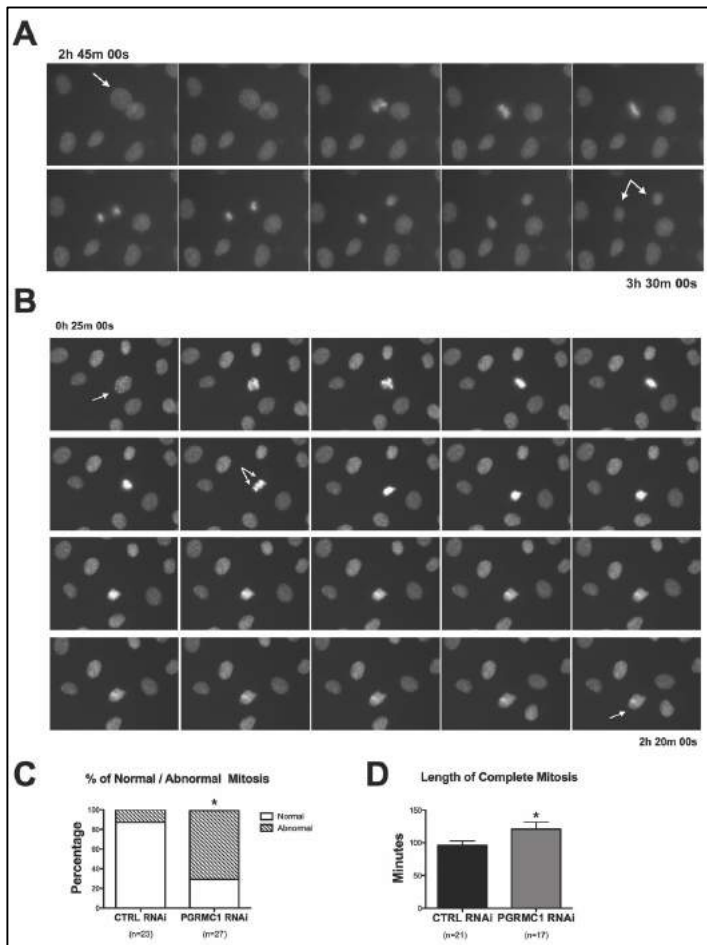 A
2h 45m 00s
3h 30m 00s
B
0h 25m 00s
2h 20m 00s
C
% of Normal / Abnormal Mitosis
*
Normal
Abnormal
Percentage
100
80
60
40
20
0
CTRL RNAi PGRMC1 RNAi
(n=23) (n=27)
D
Length of Complete Mitosis
*
Minutes
150
100
50
0
CTRL RNAi PGRMC1 RNAi
(n=21) (n=17)